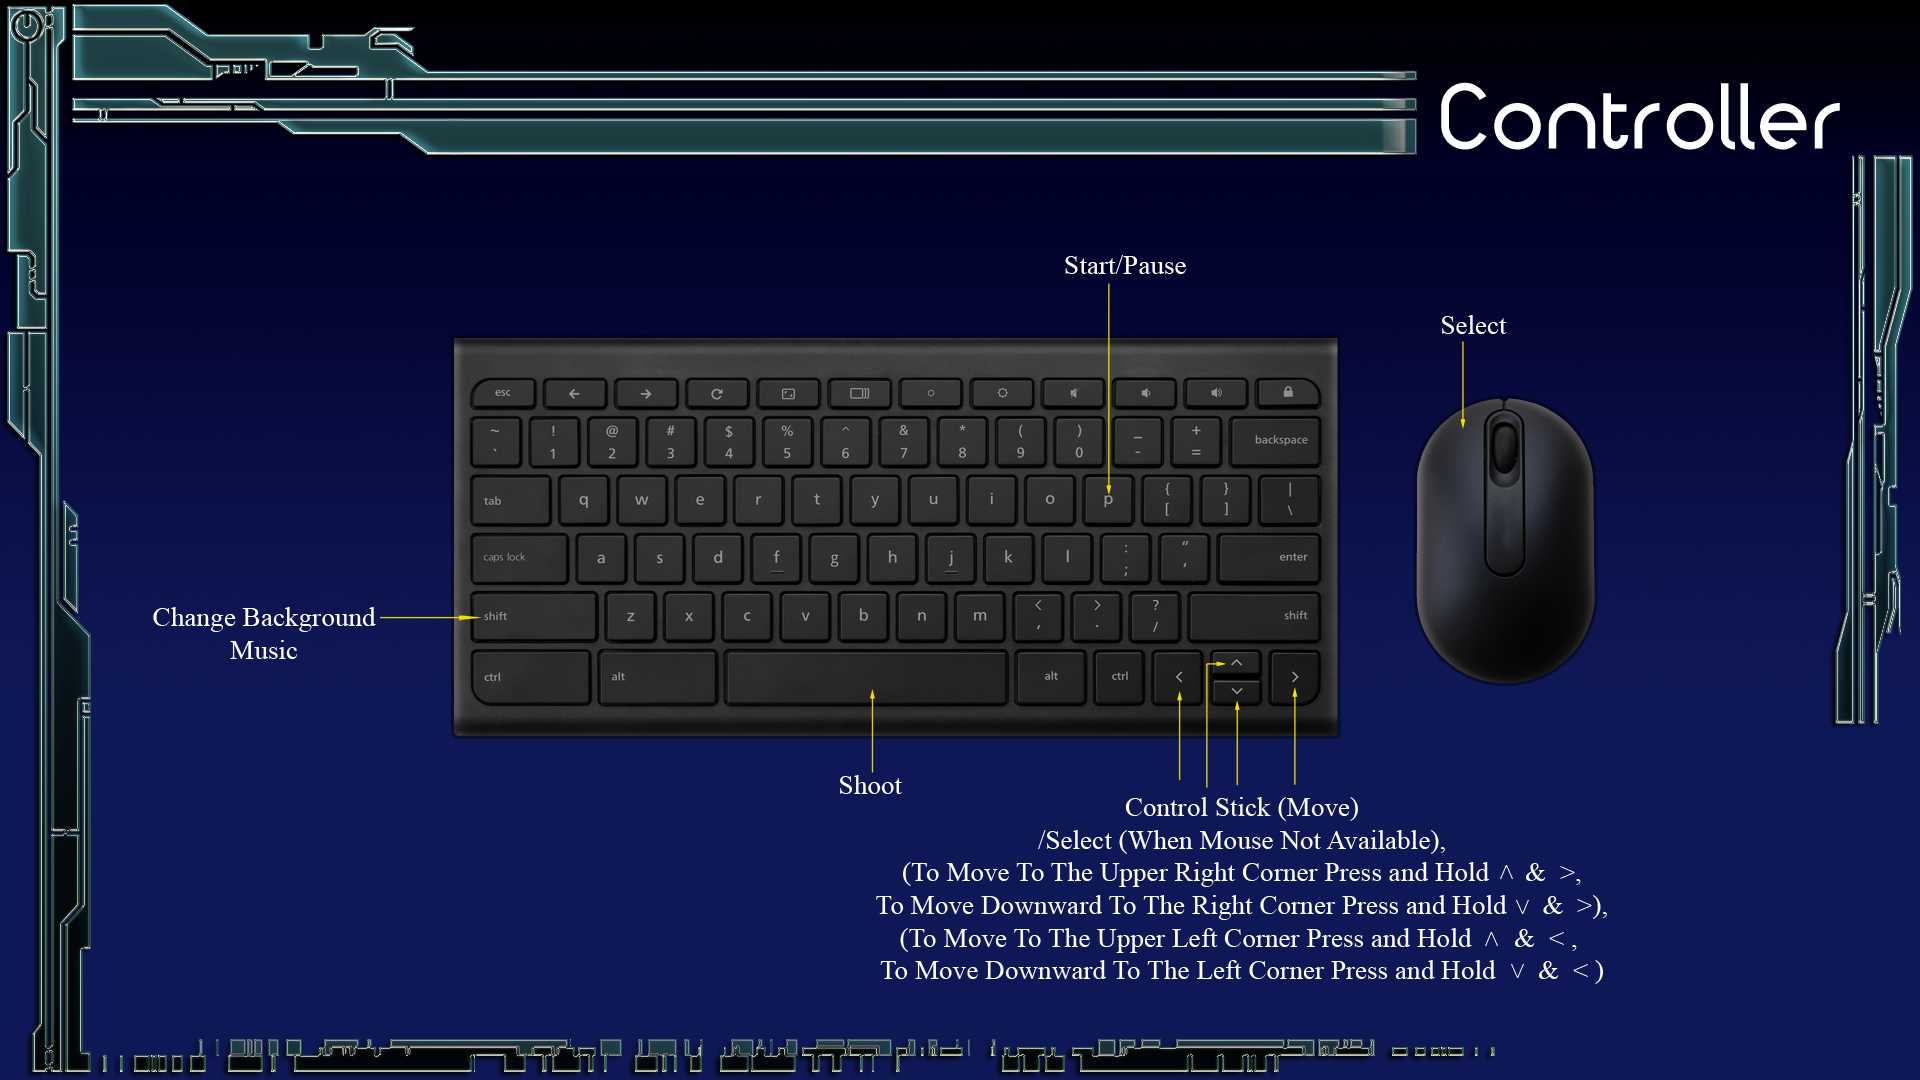 Controller
Start/Pause
Select
esc
~ ! @ # $ % ^ & * ( ) _ +
` 1 2 3 4 5 6 7 8 9 0 - = backspace
tab q w e r t y u i o p { [ } ] | \
caps lock a s d f g h j k l : ; “ ‘ enter
shift z x c v b n m < , > . ? / shift
ctrl alt alt ctrl < ^ v >
Change Background
Music
Shoot
Control Stick (Move)
/Select (When Mouse Not Available),
(To Move To The Upper Right Corner Press and Hold ^ & >,
To Move Downward To The Right Corner Press and Hold v & >),
(To Move To The Upper Left Corner Press and Hold ^ & < ,
To Move Downward To The Left Corner Press and Hold v & < )